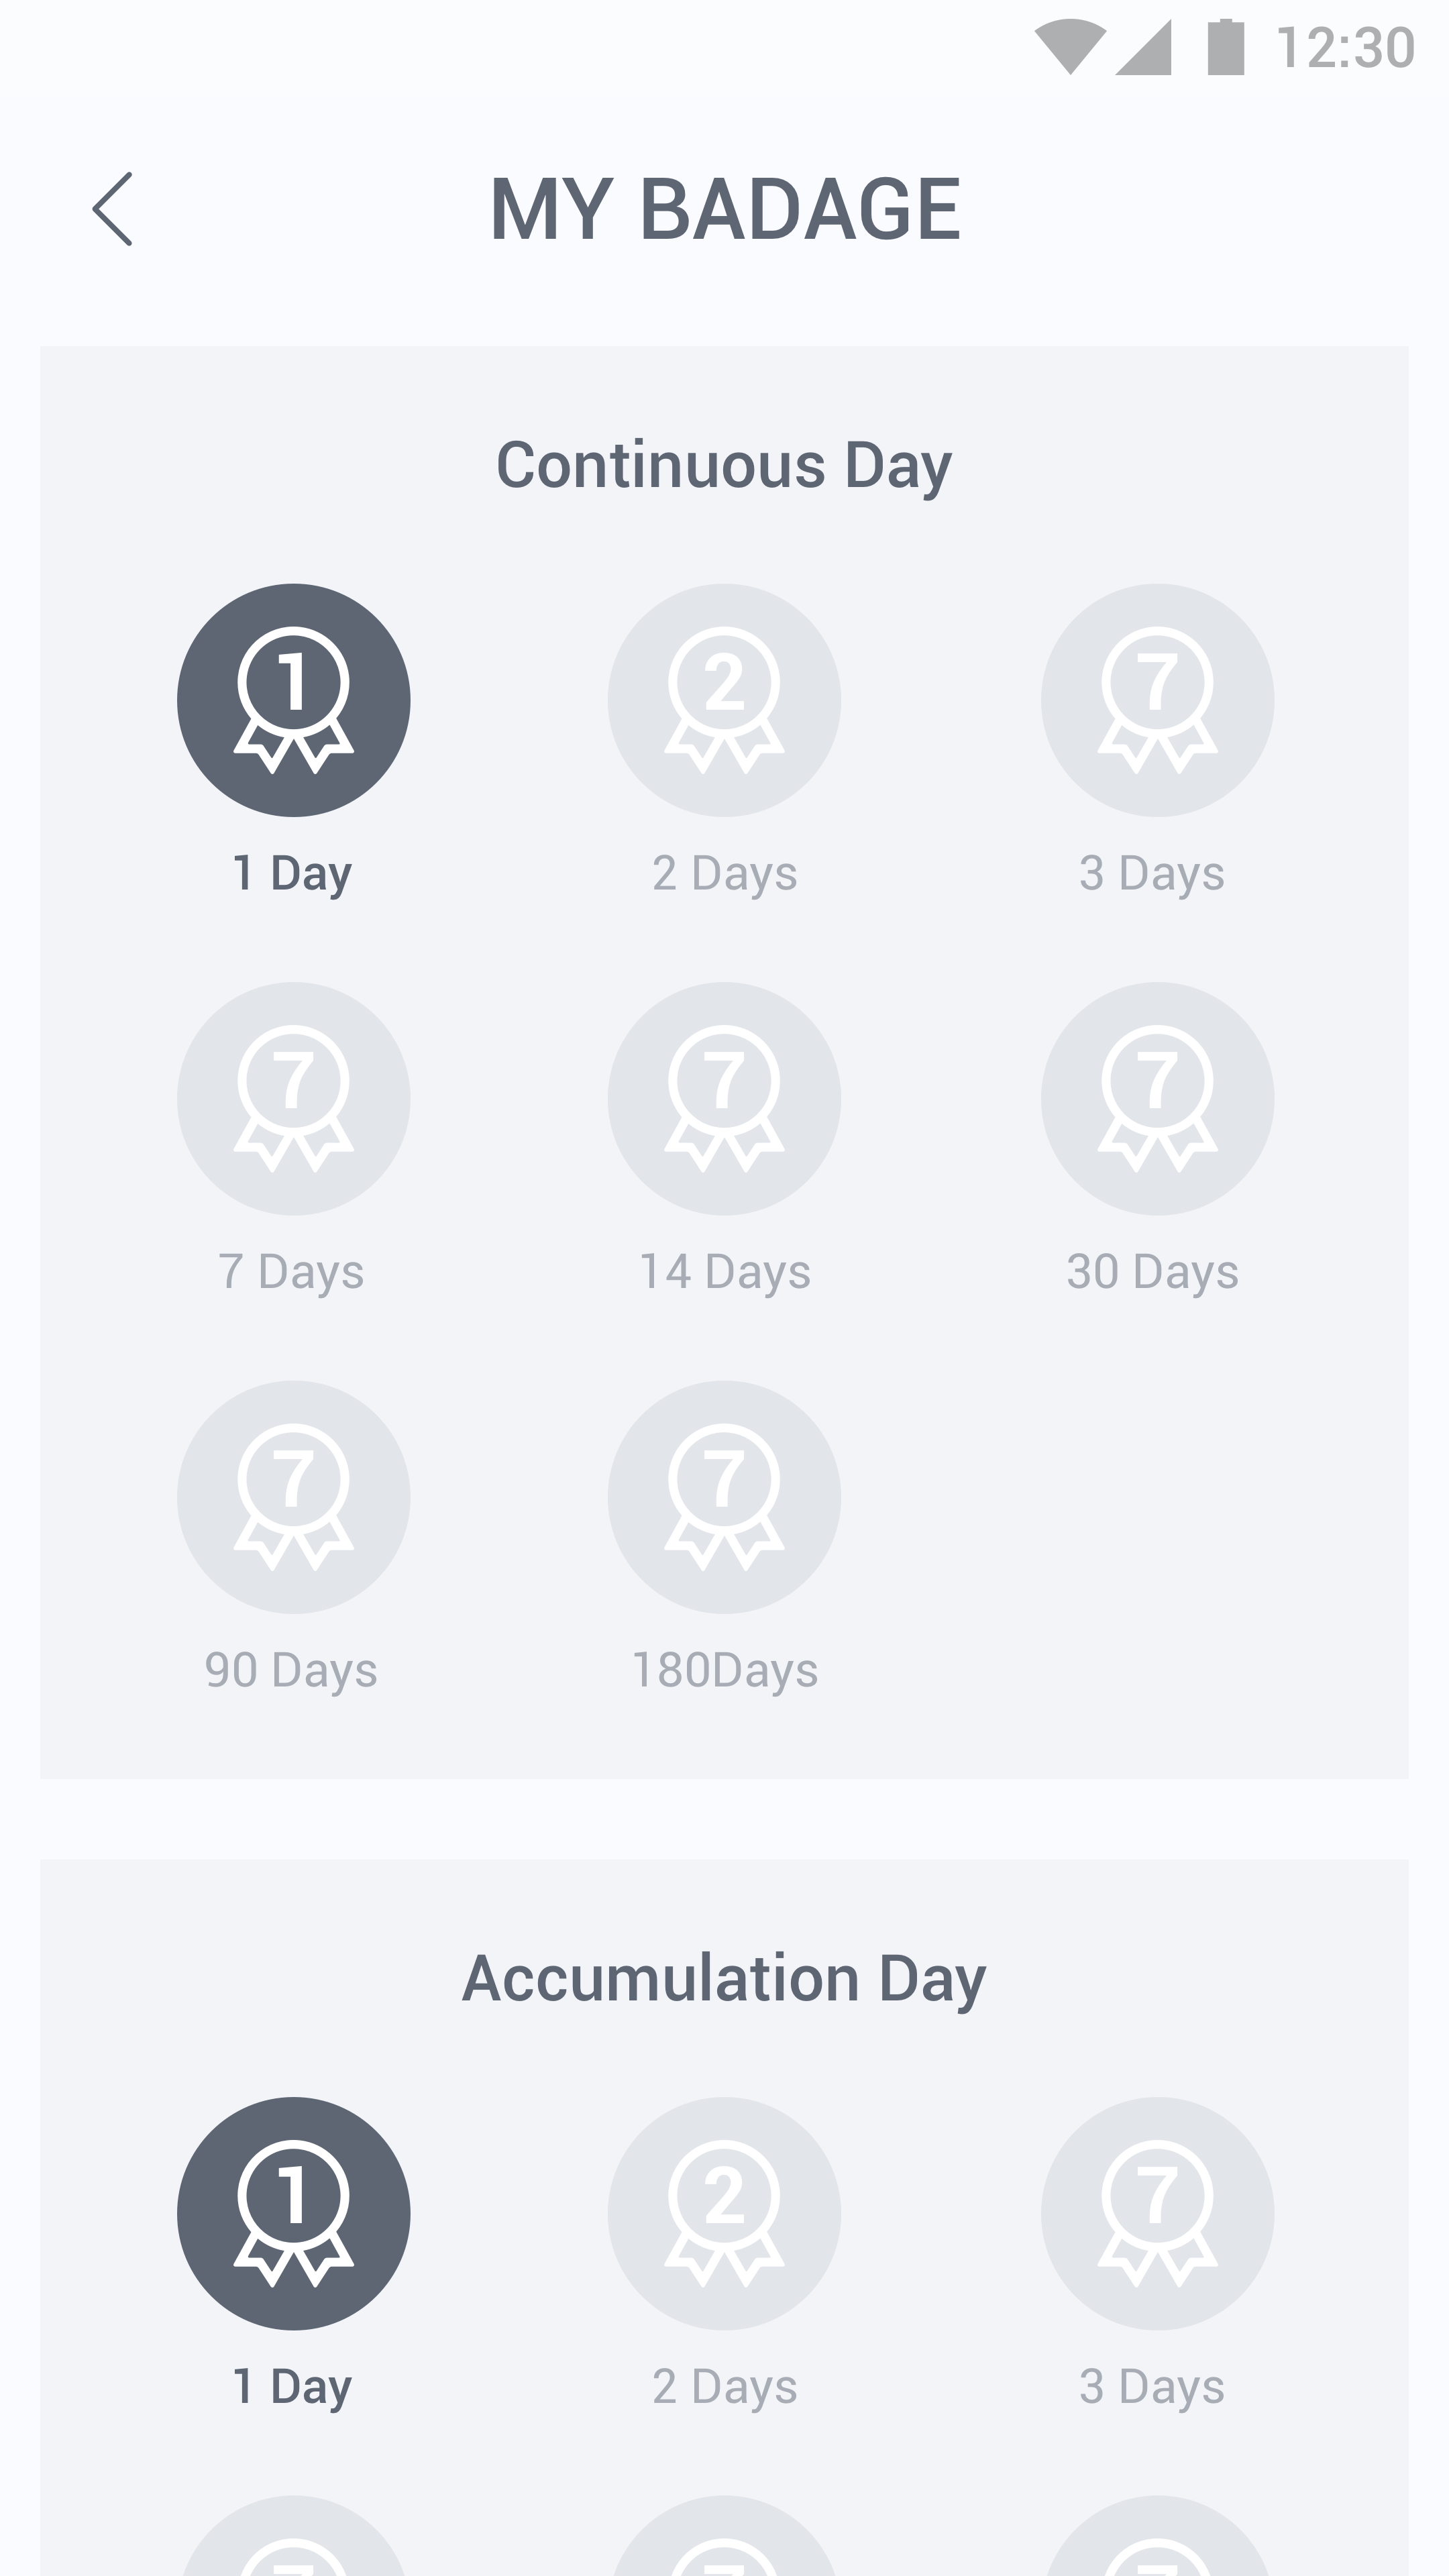 12:30
MY BADAGE
Continuous Day
1 2 7
1 Day 2 Days 3 Days
7 7 7
7 Days 14 Days 30 Days
7 7
90 Days 180Days
Accumulation Day
1 2 7
1 Day 2 Days 3 Days